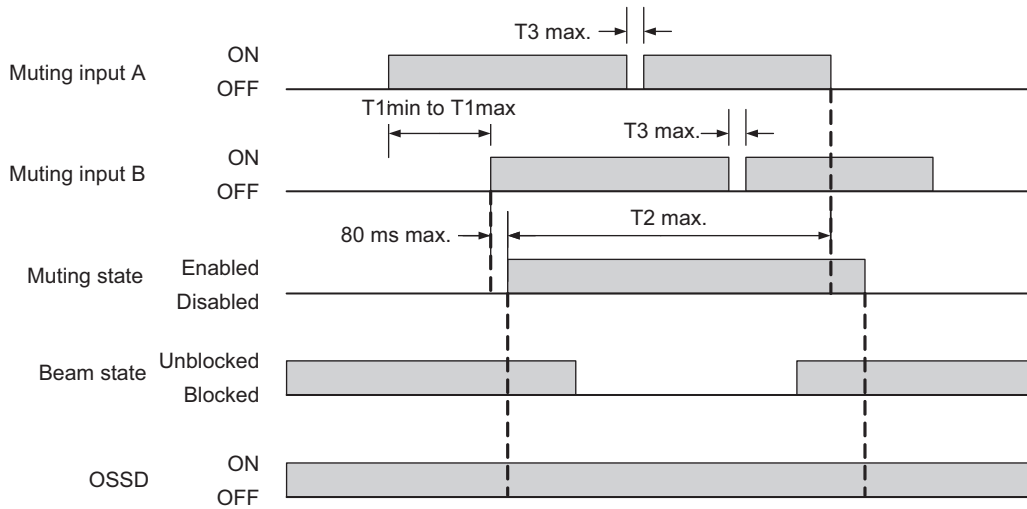 T3 max.
ON
Muting input A
OFF
T1min to T1max
T3 max.
ON
Muting input B
OFF
T2 max.
80 ms max.
Enabled
Muting state
Disabled
Unblocked
Beam state
Blocked
ON
OSSD
OFF